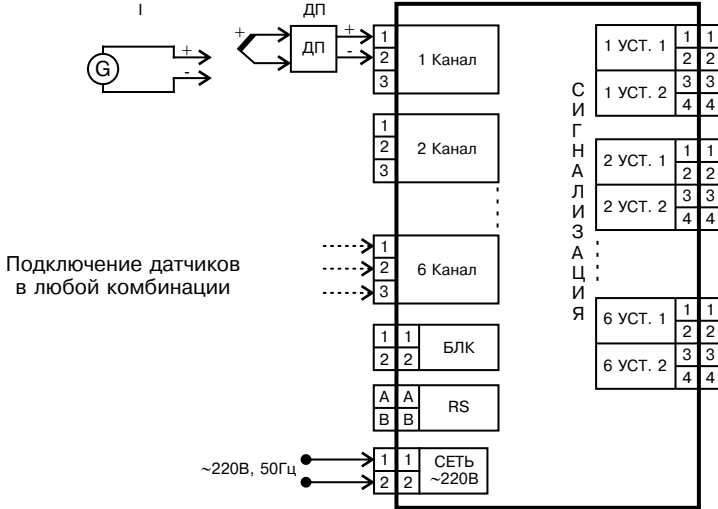 I
ДП
G
+
-
+
ДП
+
-
1
2
3
1 Канал
1
2
3
2 Канал
Подключение датчиков
в любой комбинации
1
2
3
6 Канал
1 1
2 2
БЛК
A A
B B
RS
~220В, 50Гц
1 1
2 2
СЕТЬ
~220В
СИГНАЛИЗАЦИЯ
1 УСТ. 1
1 1
2 2
1 УСТ. 2
3 3
4 4
2 УСТ. 1
1 1
2 2
2 УСТ. 2
3 3
4 4
6 УСТ. 1
1 1
2 2
6 УСТ. 2
3 3
4 4